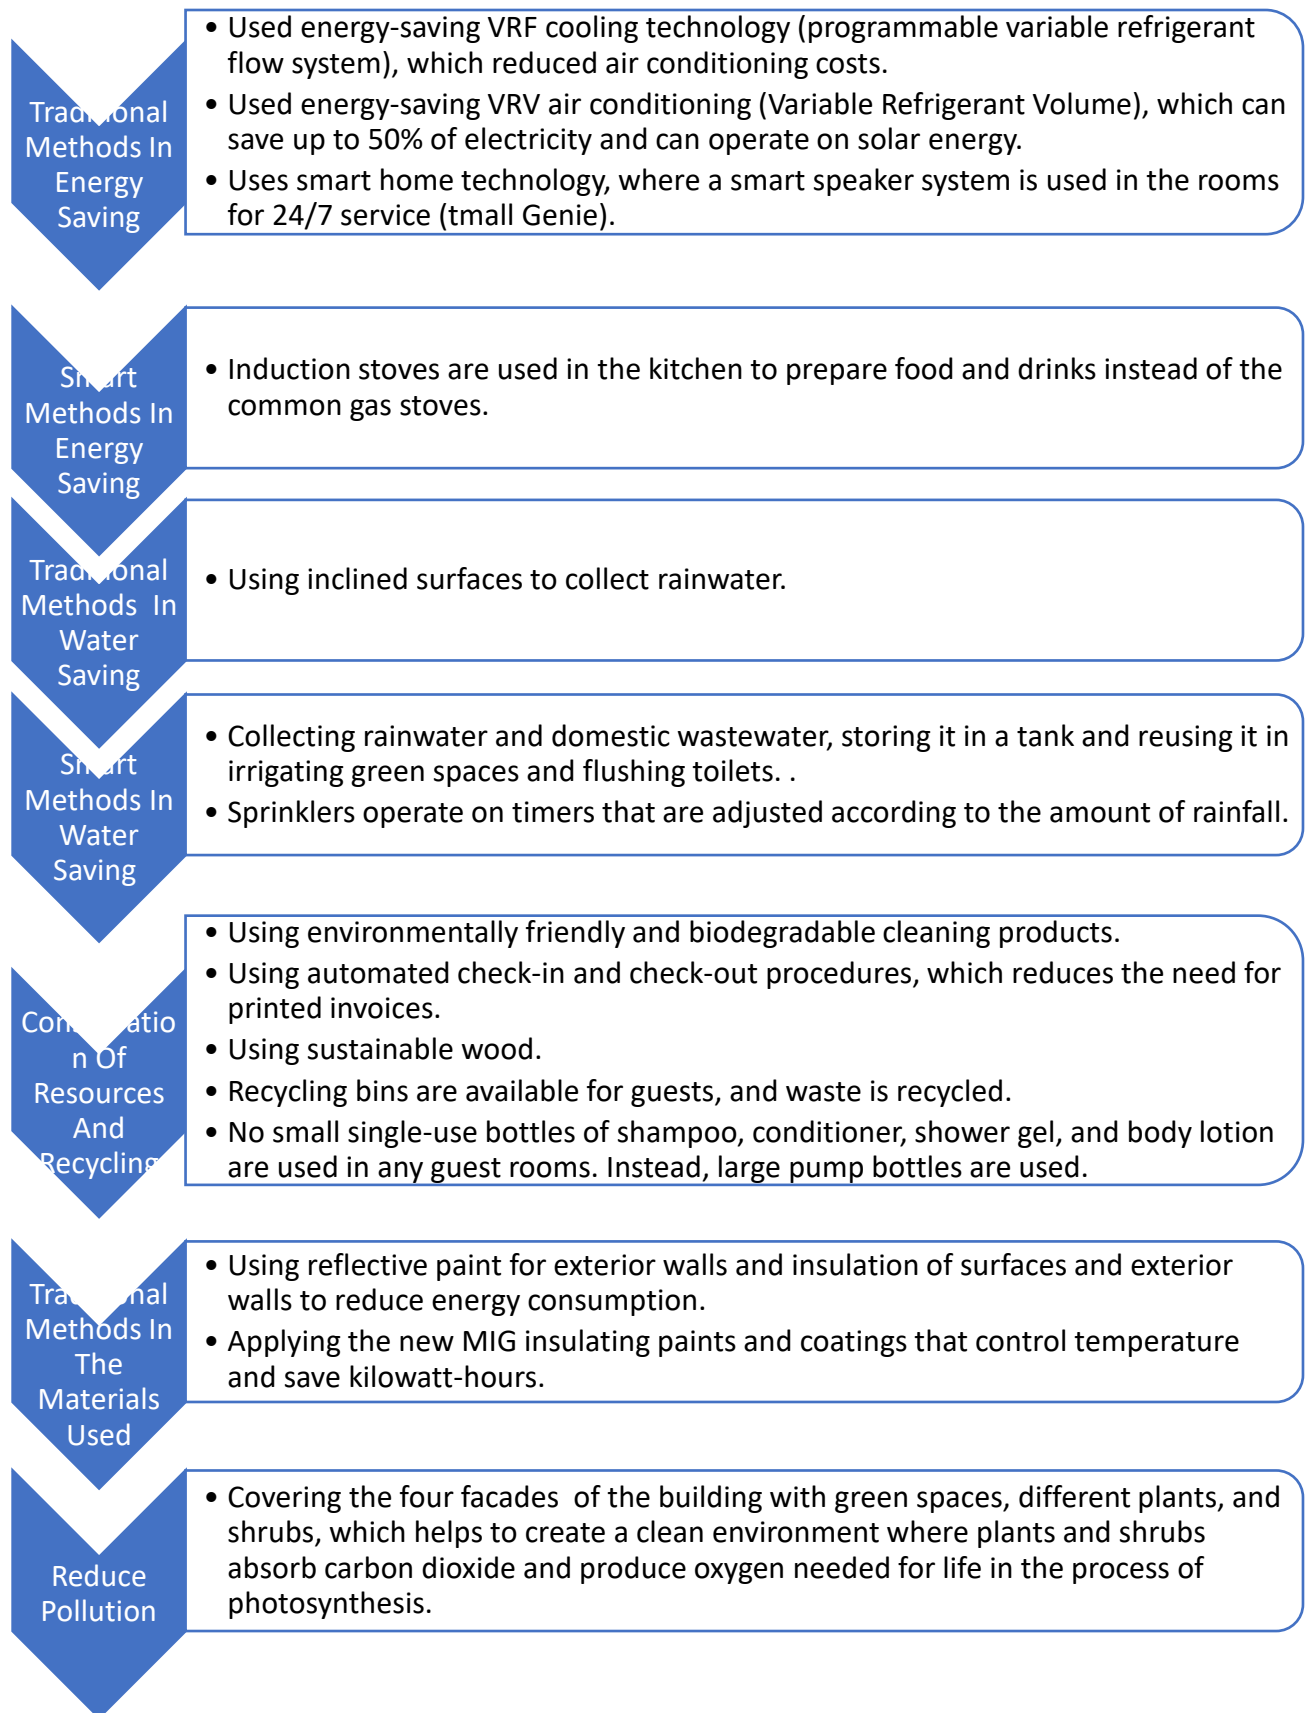 Traditional
Methods In
Energy
Saving
• Used energy-saving VRF cooling technology (programmable variable refrigerant
flow system), which reduced air conditioning costs.
• Used energy-saving VRV air conditioning (Variable Refrigerant Volume), which can
save up to 50% of electricity and can operate on solar energy.
• Uses smart home technology, where a smart speaker system is used in the rooms
for 24/7 service (tmall Genie).
Smart
Methods In
Energy
Saving
• Induction stoves are used in the kitchen to prepare food and drinks instead of the
common gas stoves.
Traditional
Methods  In
Water
Saving
• Using inclined surfaces to collect rainwater.
Smart
Methods In
Water
Saving
• Collecting rainwater and domestic wastewater, storing it in a tank and reusing it in
irrigating green spaces and flushing toilets. .
• Sprinklers operate on timers that are adjusted according to the amount of rainfall.
Conservatio
n Of
Resources
And
Recycling
• Using environmentally friendly and biodegradable cleaning products.
• Using automated check-in and check-out procedures, which reduces the need for
printed invoices.
• Using sustainable wood.
• Recycling bins are available for guests, and waste is recycled.
• No small single-use bottles of shampoo, conditioner, shower gel, and body lotion
are used in any guest rooms. Instead, large pump bottles are used.
Traditional
Methods In
The
Materials
Used
• Using reflective paint for exterior walls and insulation of surfaces and exterior
walls to reduce energy consumption.
• Applying the new MIG insulating paints and coatings that control temperature
and save kilowatt-hours.
Reduce
Pollution
• Covering the four facades  of the building with green spaces, different plants, and
shrubs, which helps to create a clean environment where plants and shrubs
absorb carbon dioxide and produce oxygen needed for life in the process of
photosynthesis.